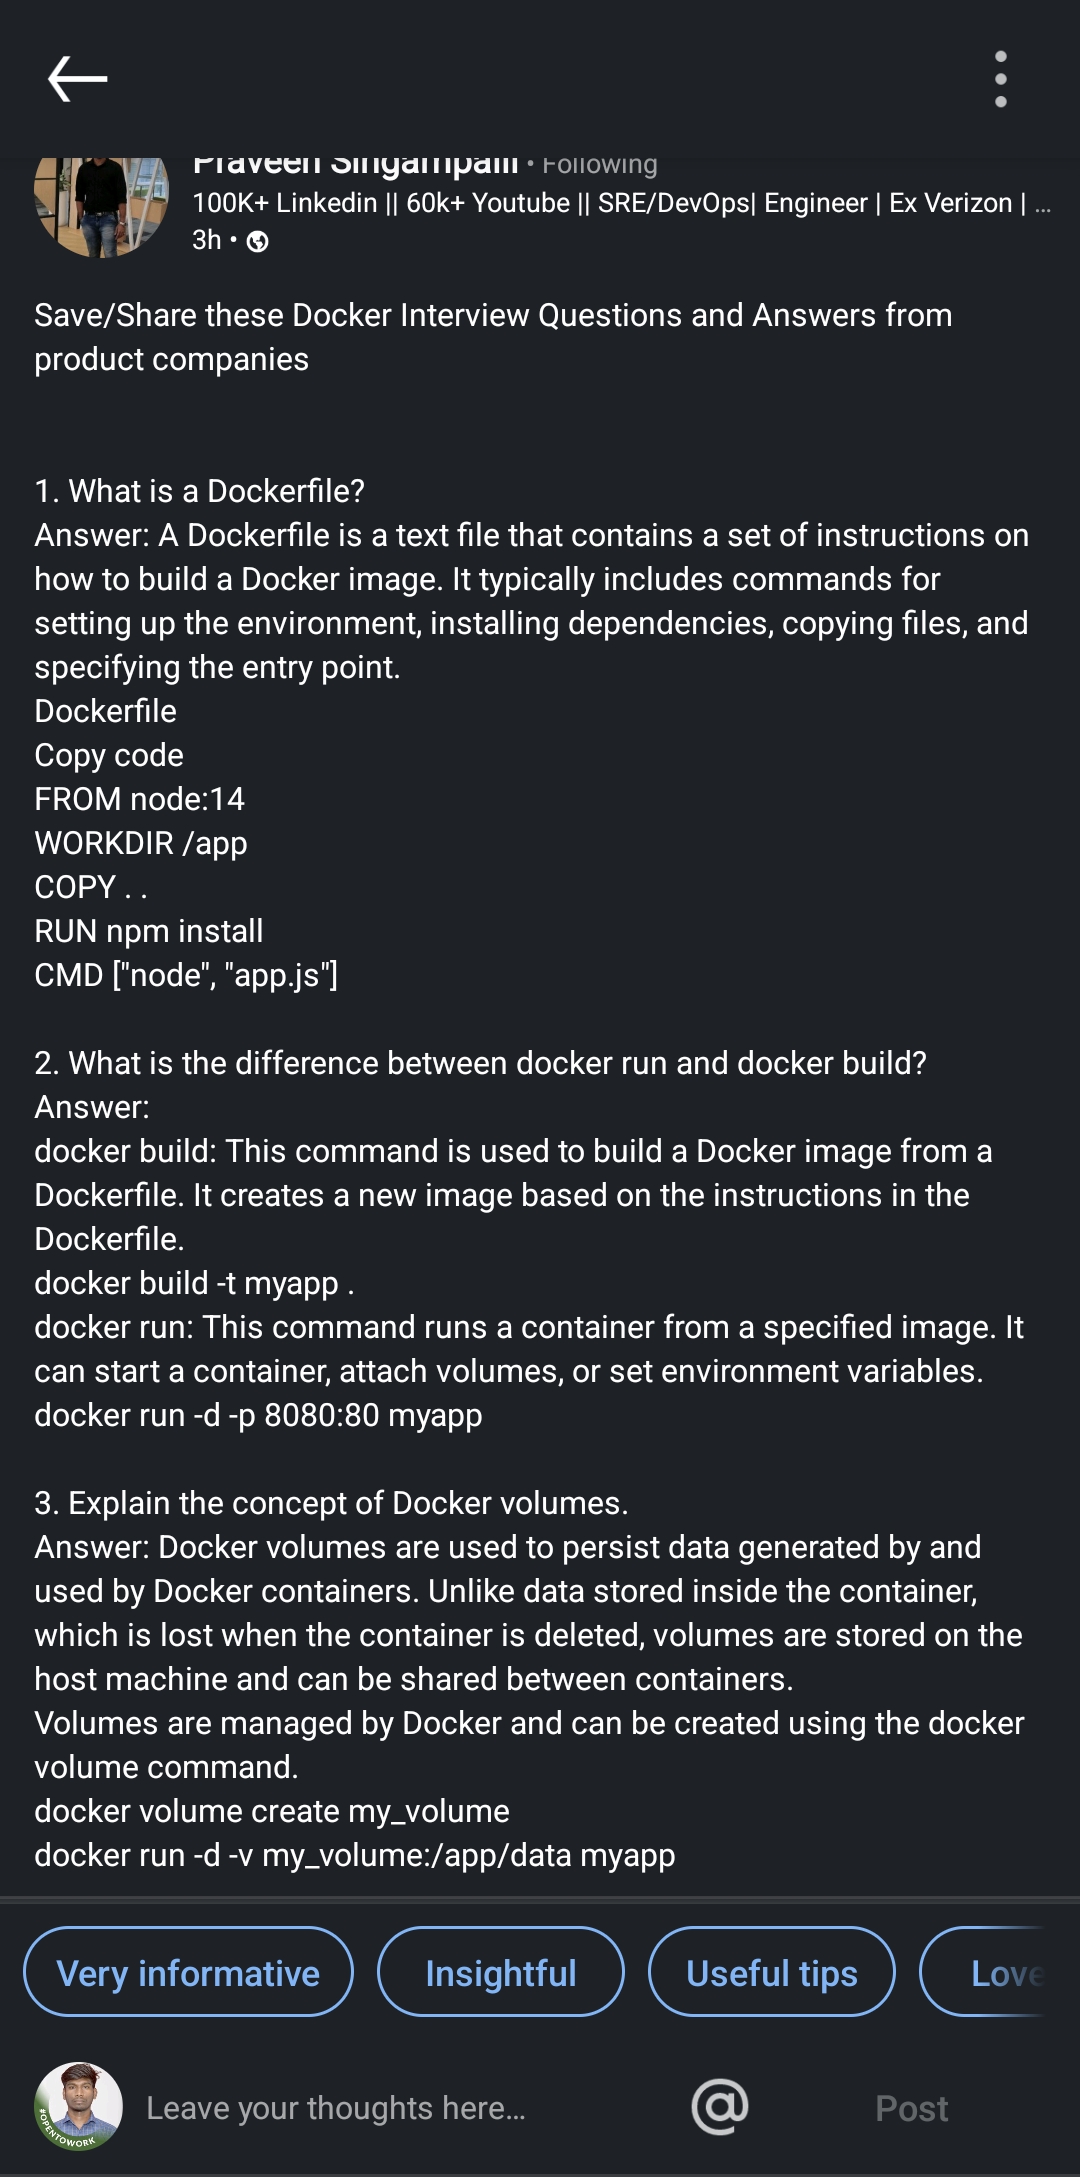 Praveen Singampalli • Following
100K+ Linkedin || 60k+ Youtube || SRE/DevOps| Engineer | Ex Verizon | ...
3h •
Save/Share these Docker Interview Questions and Answers from
product companies
1. What is a Dockerfile?
Answer: A Dockerfile is a text file that contains a set of instructions on
how to build a Docker image. It typically includes commands for
setting up the environment, installing dependencies, copying files, and
specifying the entry point.
Dockerfile
Copy code
FROM node:14
WORKDIR /app
COPY . .
RUN npm install
CMD ["node", "app.js"]
2. What is the difference between docker run and docker build?
Answer:
docker build: This command is used to build a Docker image from a
Dockerfile. It creates a new image based on the instructions in the
Dockerfile.
docker build -t myapp .
docker run: This command runs a container from a specified image. It
can start a container, attach volumes, or set environment variables.
docker run -d -p 8080:80 myapp
3. Explain the concept of Docker volumes.
Answer: Docker volumes are used to persist data generated by and
used by Docker containers. Unlike data stored inside the container,
which is lost when the container is deleted, volumes are stored on the
host machine and can be shared between containers.
Volumes are managed by Docker and can be created using the docker
volume command.
docker volume create my_volume
docker run -d -v my_volume:/app/data myapp
Very informative Insightful Useful tips Love
#OPENTOWORK
Leave your thoughts here... @ Post